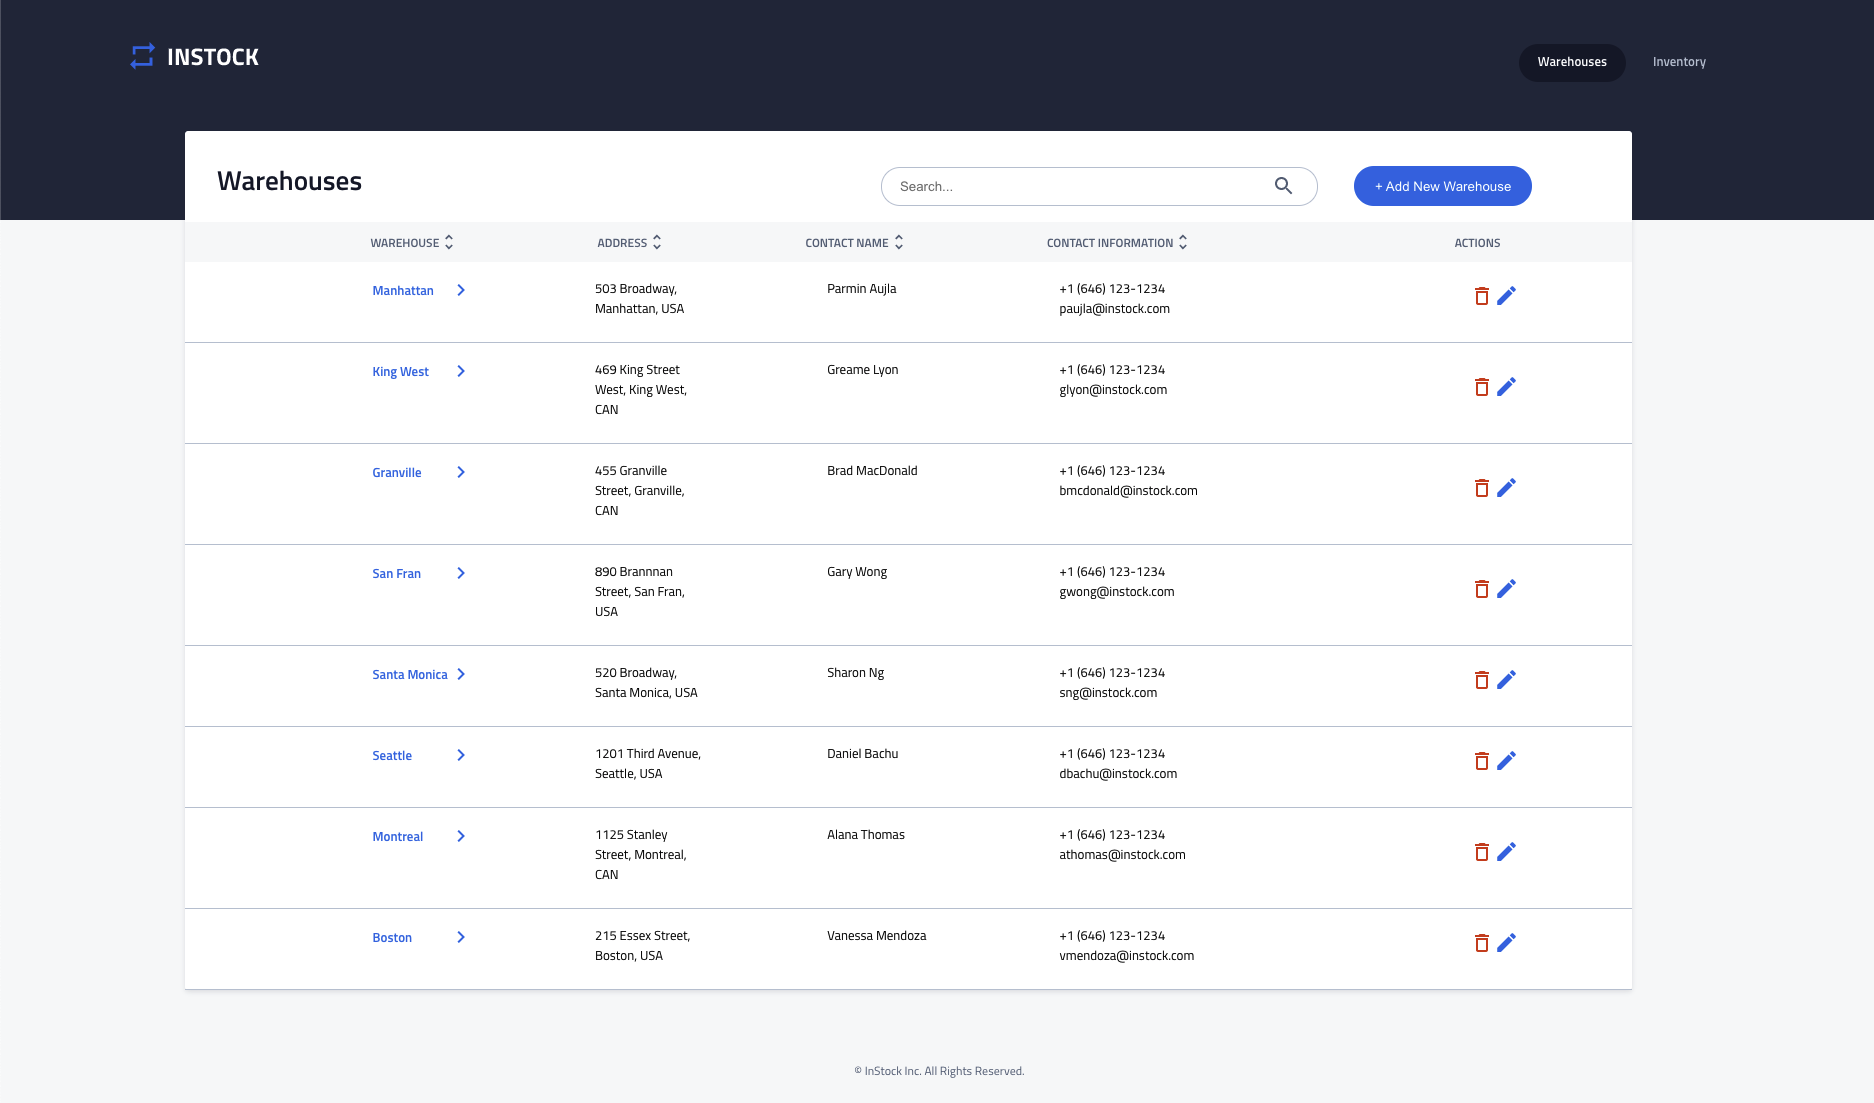 INSTOCK
Warehouses
Inventory
Warehouses
Search...
+ Add New Warehouse
WAREHOUSE
ADDRESS
CONTACT NAME
CONTACT INFORMATION
ACTIONS
Manhattan
503 Broadway,
Manhattan, USA
Parmin Aujla
+1 (646) 123-1234
paujla@instock.com
King West
469 King Street
West, King West,
CAN
Greame Lyon
+1 (646) 123-1234
glyon@instock.com
Granville
455 Granville
Street, Granville,
CAN
Brad MacDonald
+1 (646) 123-1234
bmcdonald@instock.com
San Fran
890 Brannnan
Street, San Fran,
USA
Gary Wong
+1 (646) 123-1234
gwong@instock.com
Santa Monica
520 Broadway,
Santa Monica, USA
Sharon Ng
+1 (646) 123-1234
sng@instock.com
Seattle
1201 Third Avenue,
Seattle, USA
Daniel Bachu
+1 (646) 123-1234
dbachu@instock.com
Montreal
1125 Stanley
Street, Montreal,
CAN
Alana Thomas
+1 (646) 123-1234
athomas@instock.com
Boston
215 Essex Street,
Boston, USA
Vanessa Mendoza
+1 (646) 123-1234
vmendoza@instock.com
© InStock Inc. All Rights Reserved.